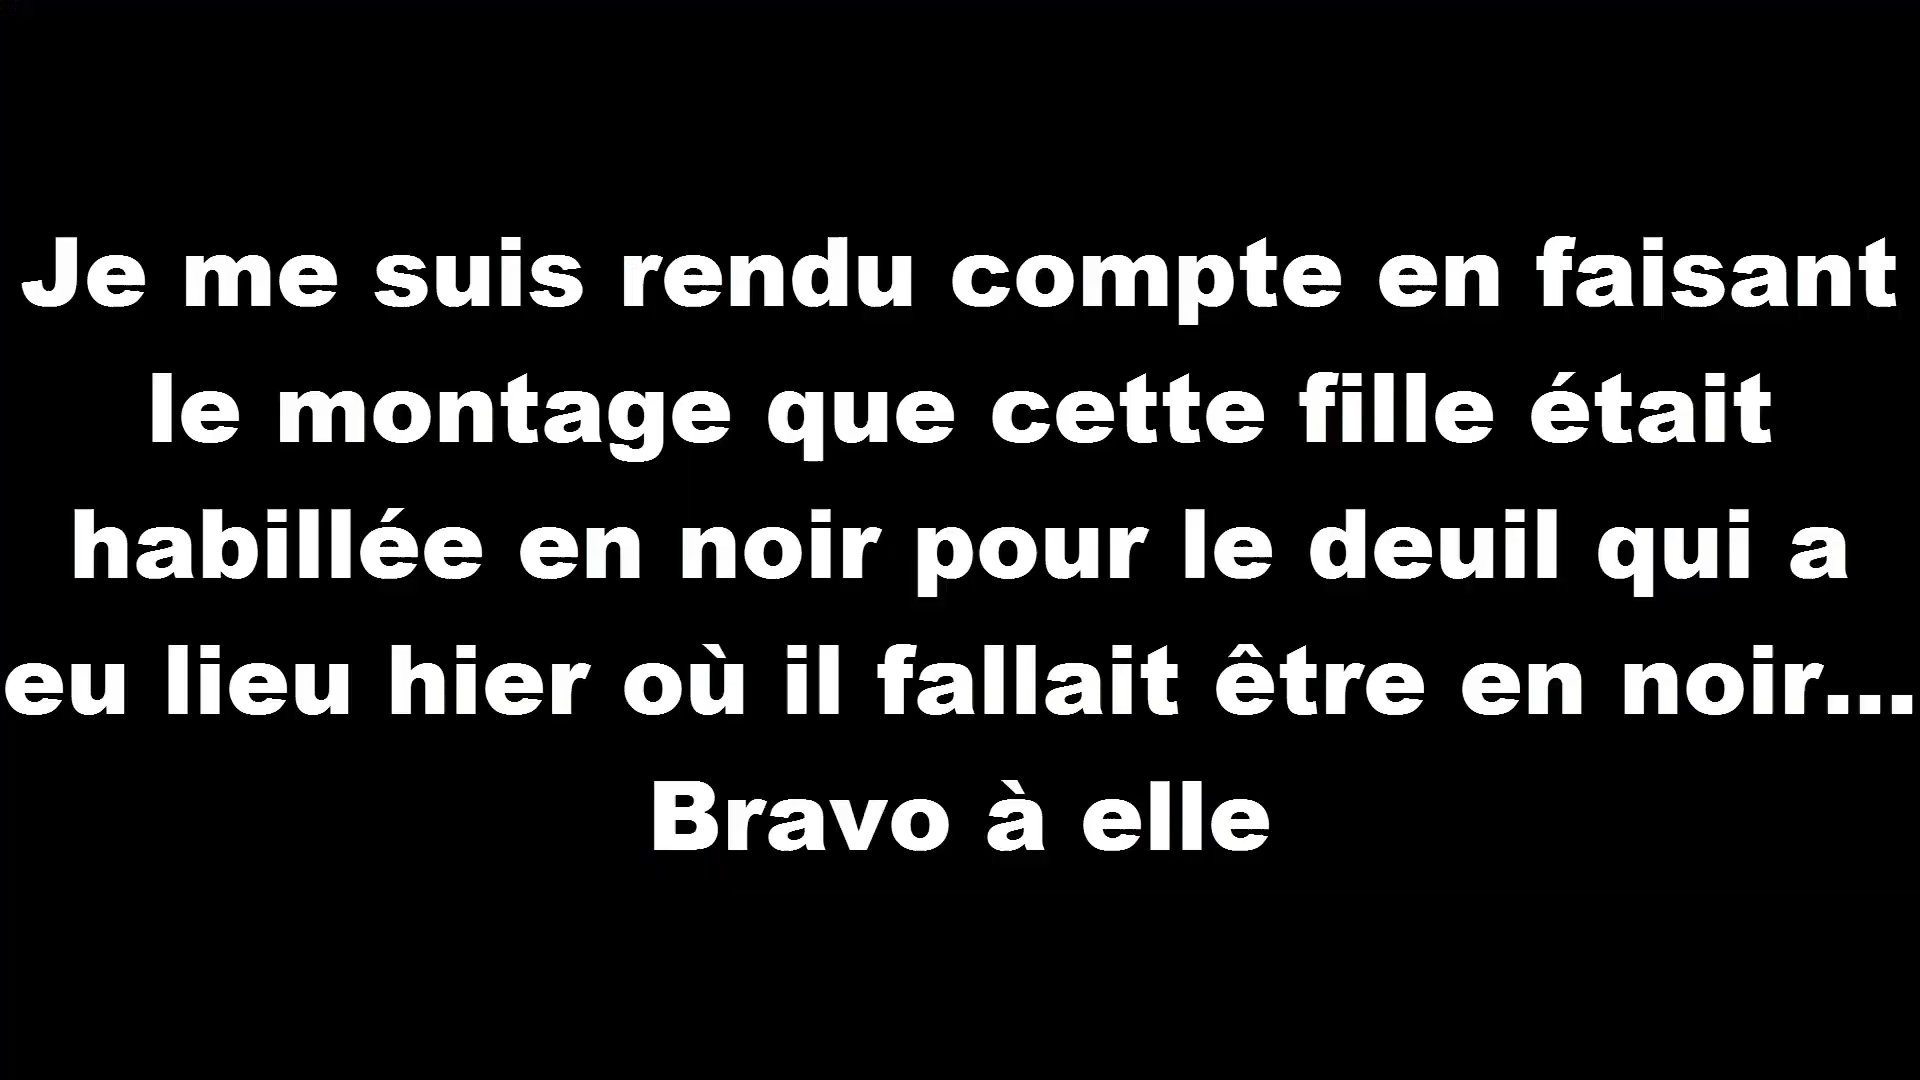 Je me suis rendu compte en faisant
le montage que cette fille était
habillée en noir pour le deuil qui a
eu lieu hier où il fallait être en noir...
Bravo à elle